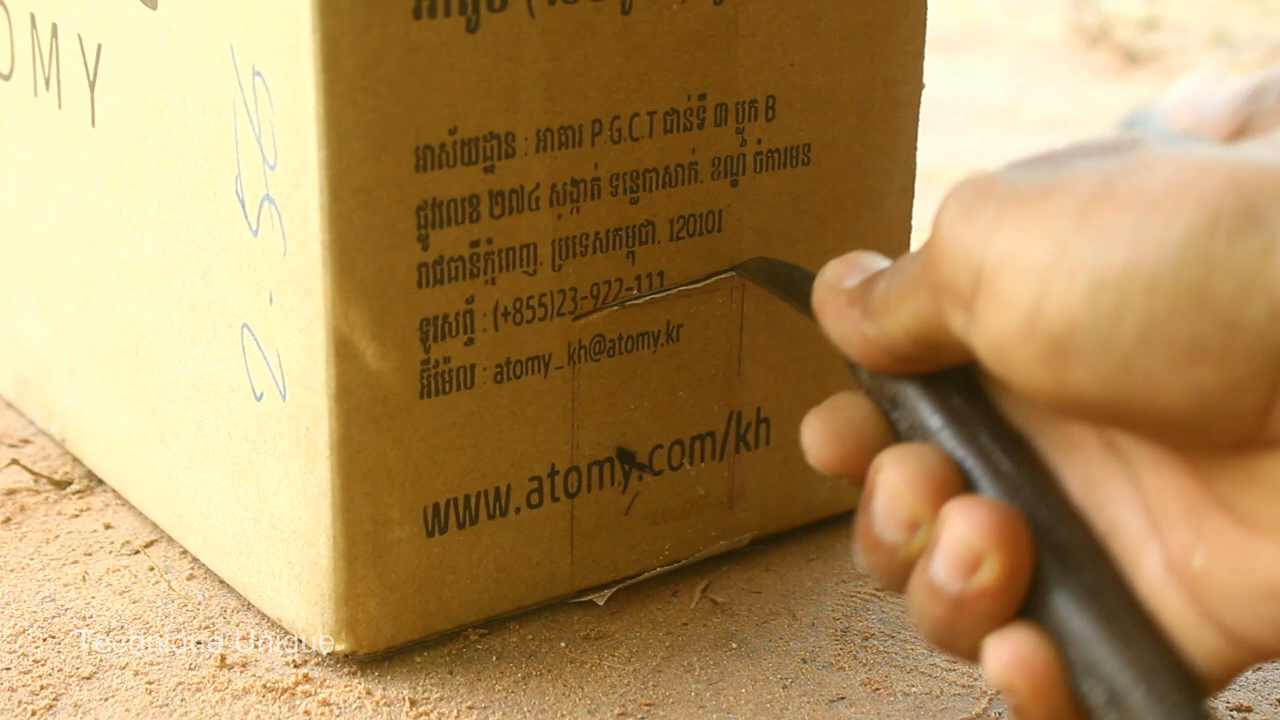 OMY
2.56
អាស័យដ្ឋាន : អាគារ P.G.C.T ជាន់ទី ៣ ប្លុក B
ផ្លូវលេខ ២៧៤ សង្កាត់ ទន្លេបាសាក់, ខណ្ឌ ចំការមន
រាជធានីភ្នំពេញ, ប្រទេសកម្ពុជា, 120101
ទូរសព្ទ័ : (+855)23-922-111
អ៊ីម៉ែល : atomy_kh@atomy.kr
www.atomy.com/kh
Technique Unique